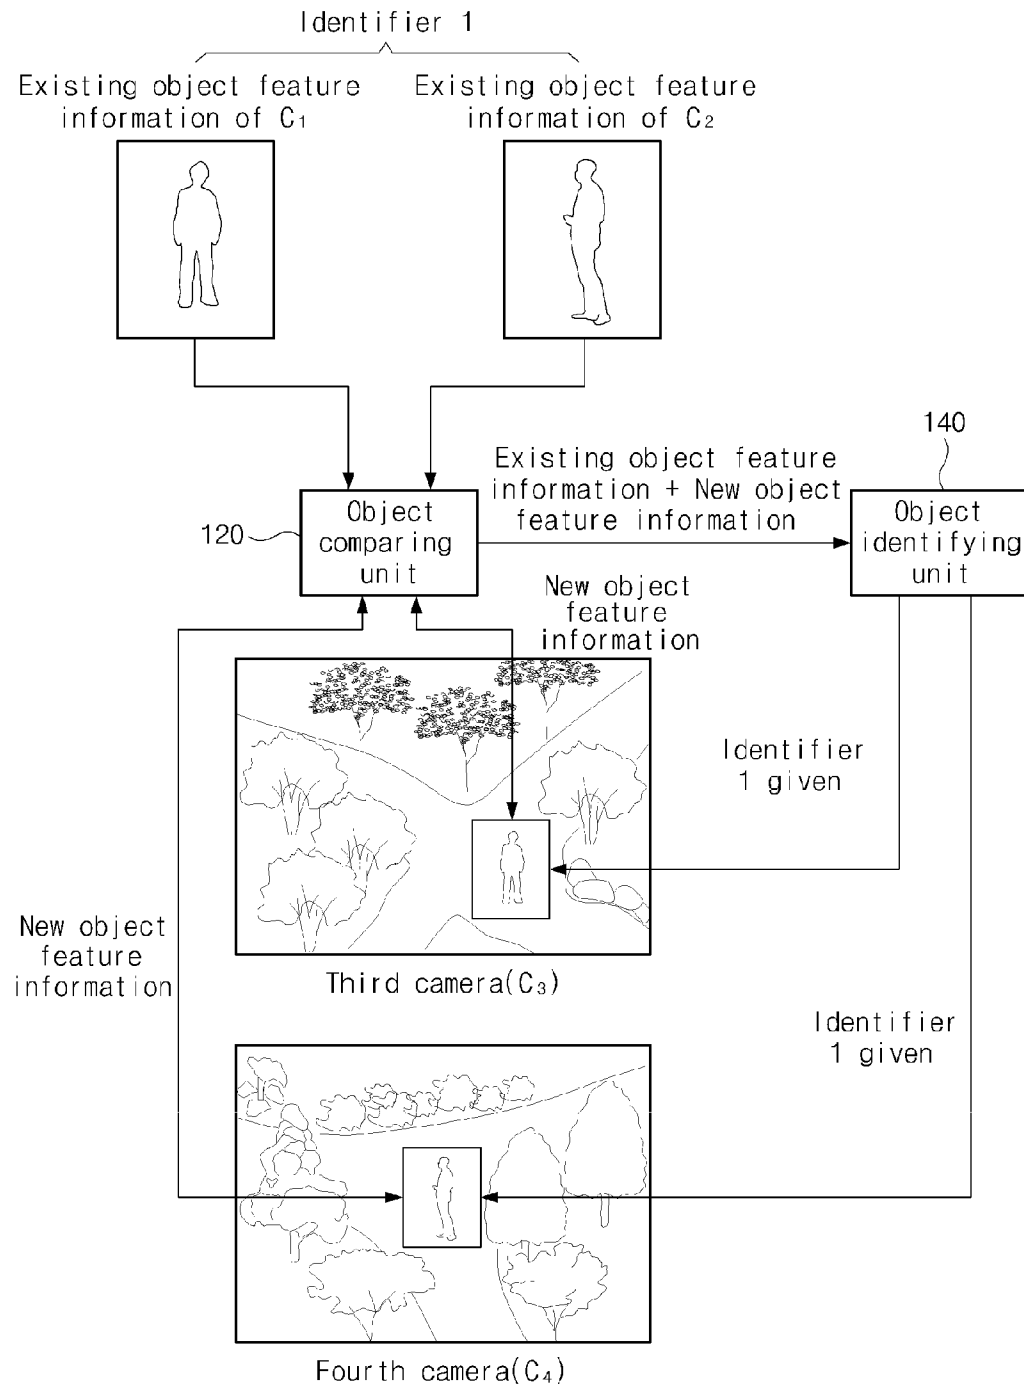 Identifier 1
Existing object feature
information of C₁
Existing object feature
information of C₂
140
Existing object feature
information + New object
feature information
120
Object
comparing
unit
Object
identifying
unit
New object
feature
information
Identifier
1 given
New object
feature
information
Third camera(C₃)
Identifier
1 given
Fourth camera(C₄)